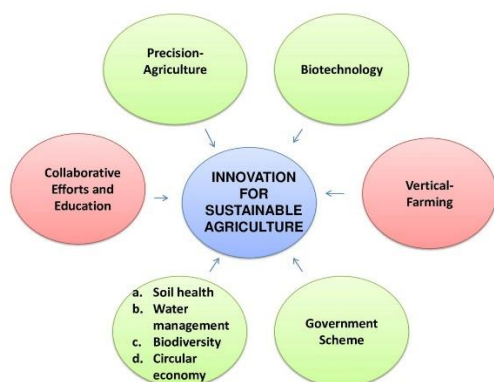 Precision-
Agriculture
Biotechnology
Collaborative
Efforts and
Education
INNOVATION
FOR
SUSTAINABLE
AGRICULTURE
Vertical-
Farming
a. Soil health
b. Water
management
c. Biodiversity
d. Circular
economy
Government
Scheme